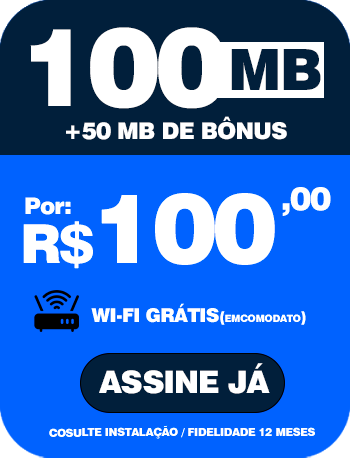 100MB
+50 MB DE BÔNUS
Por:
R$100,00
WI-FI GRÁTIS(EMCOMODATO)
ASSINE JÁ
COSULTE INSTALAÇÃO / FIDELIDADE 12 MESES